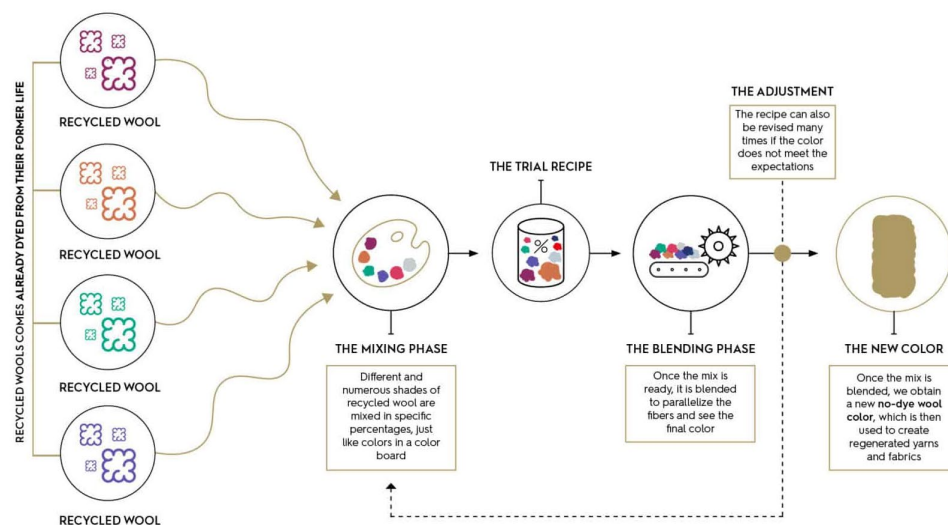 RECYCLED WOOLS COMES ALREADY DYED FROM THEIR FORMER LIFE
RECYCLED WOOL
RECYCLED WOOL
RECYCLED WOOL
RECYCLED WOOL
THE MIXING PHASE
Different and
numerous shades of
recycled wool are
mixed in specific
percentages, just
like colors in a color
board
THE TRIAL RECIPE
%
THE BLENDING PHASE
Once the mix is
ready, it is blended
to parallelize the
fibers and see the
final color
THE ADJUSTMENT
The recipe can also
be revised many
times if the color
does not meet the
expectations
THE NEW COLOR
Once the mix is
blended, we obtain
a new no-dye wool
color, which is then
used to create
regenerated yarns
and fabrics